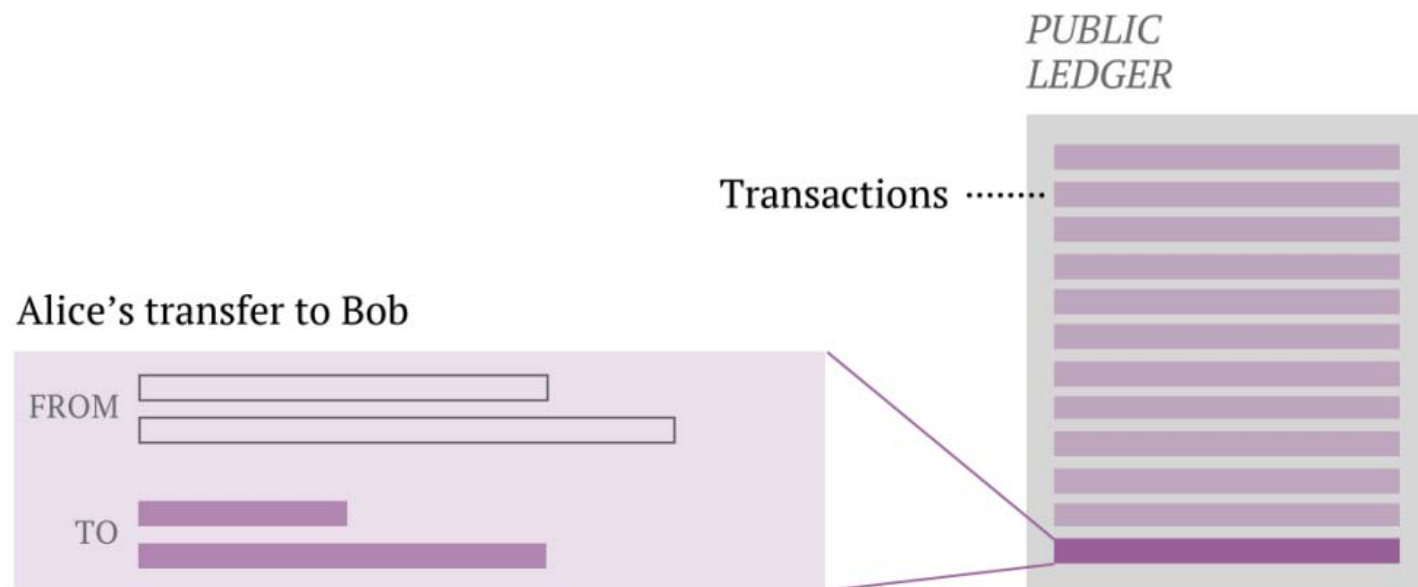 PUBLIC
LEDGER
Transactions ········
Alice’s transfer to Bob
FROM
TO